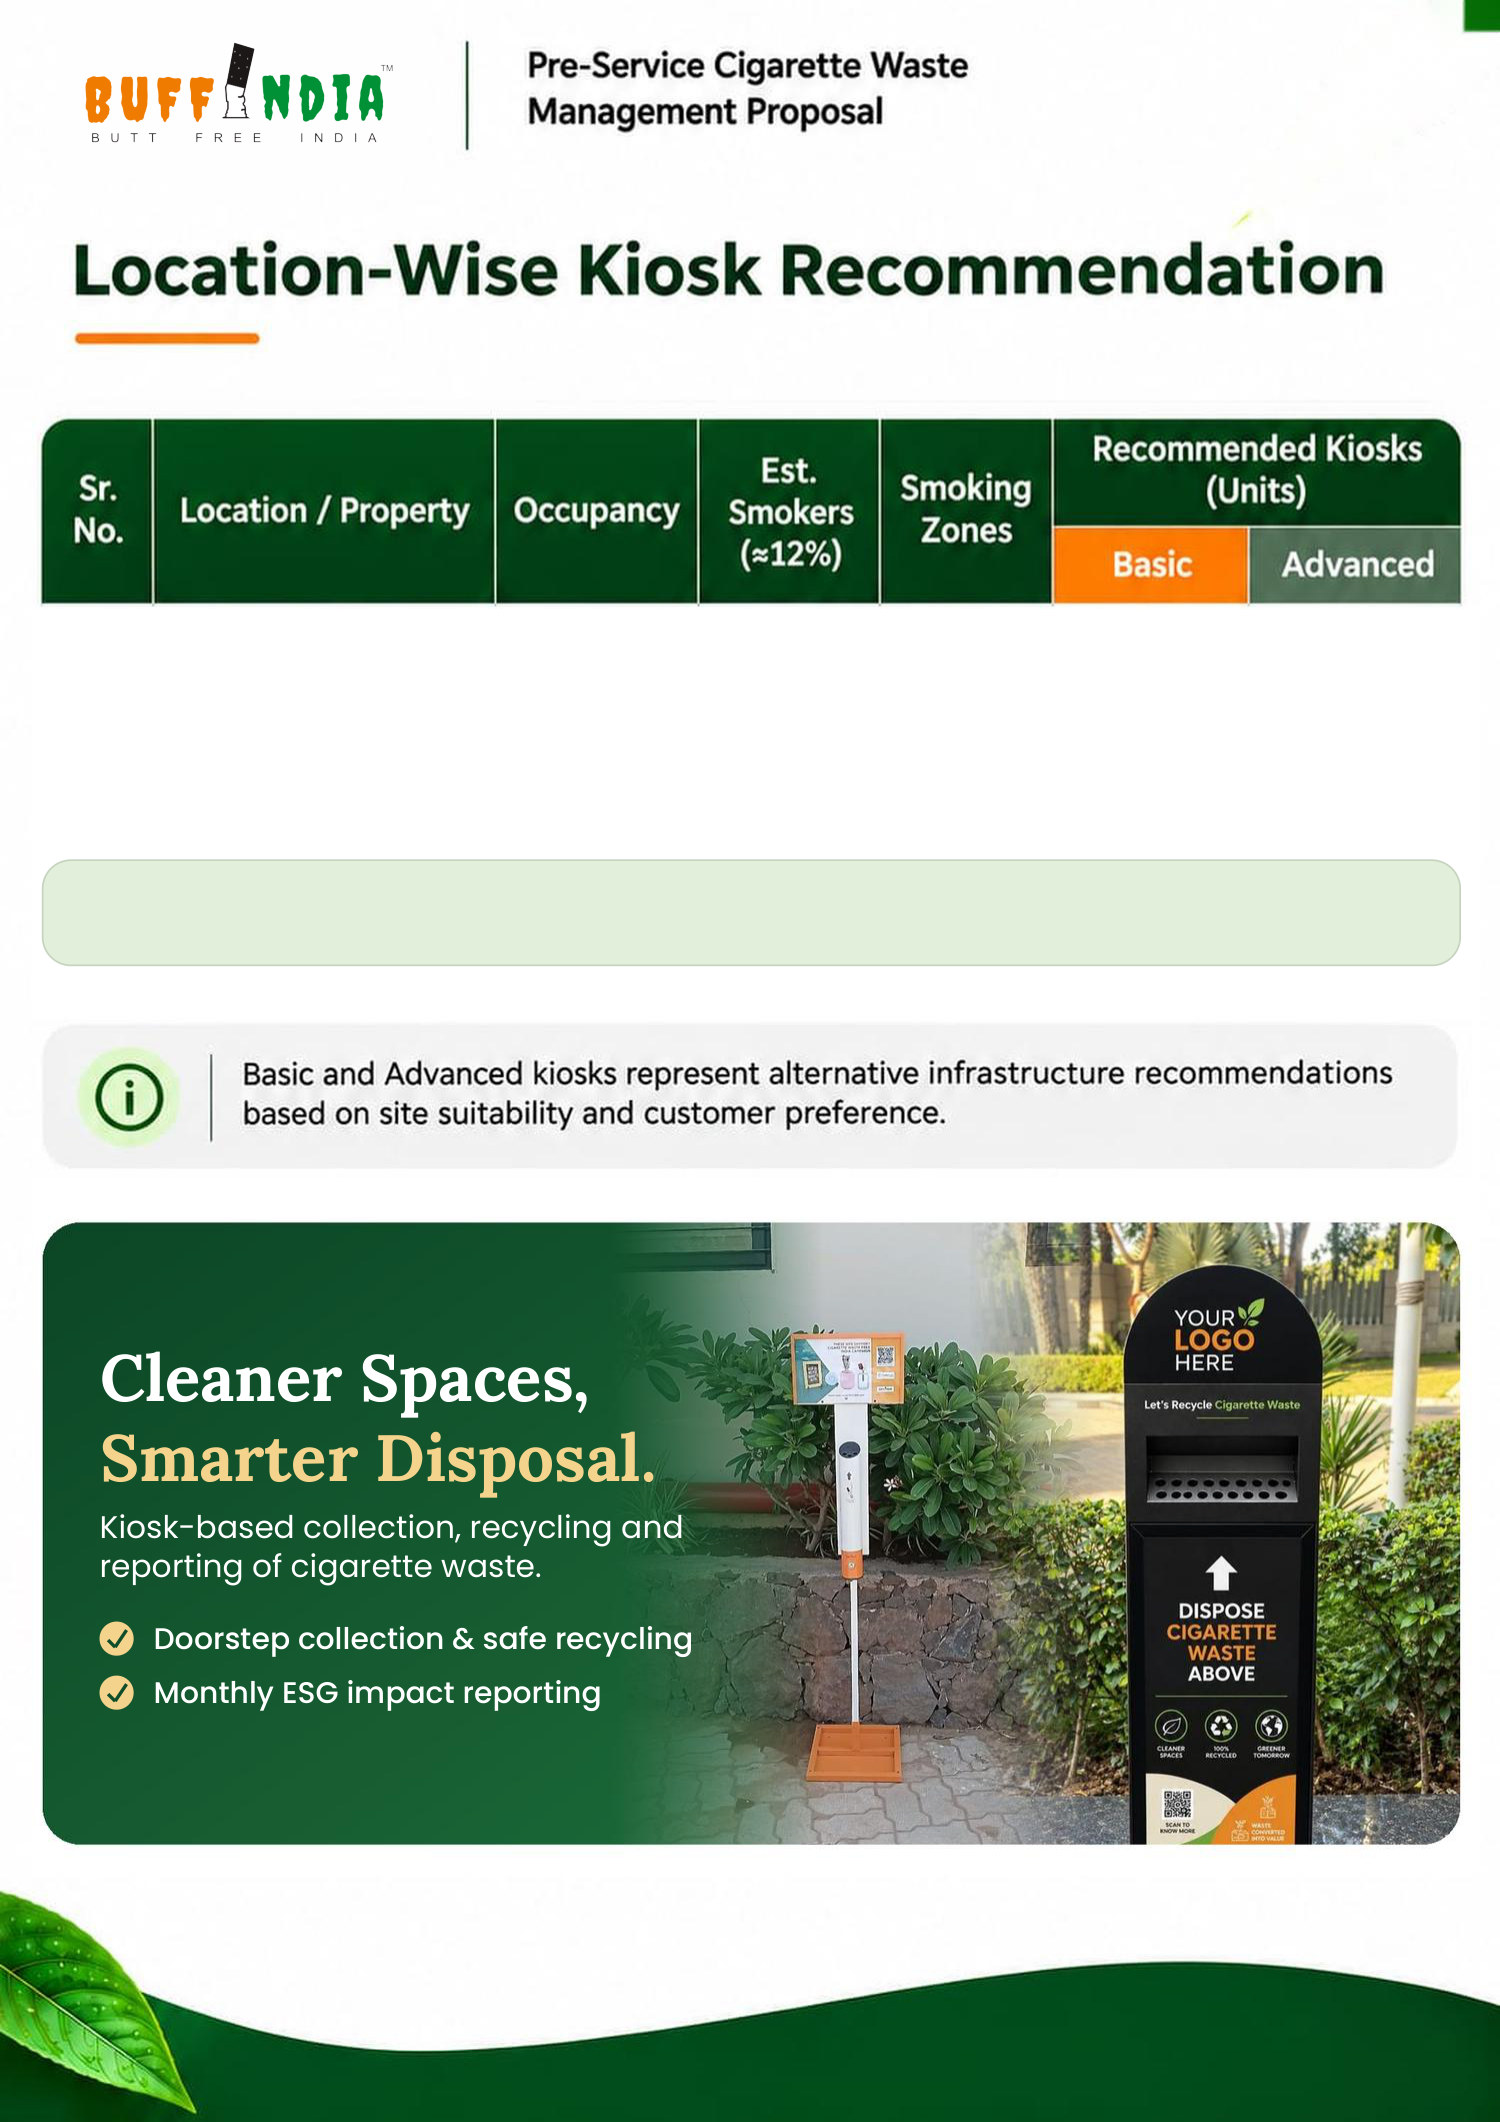 BUFF INDIA TM
BUTT FREE INDIA
Pre-Service Cigarette Waste
Management Proposal
Location-Wise Kiosk Recommendation
Sr.
No.
Location / Property
Occupancy
Est.
Smokers
(≈12%)
Smoking
Zones
Recommended Kiosks
(Units)
Basic
Advanced
Basic and Advanced kiosks represent alternative infrastructure recommendations
based on site suitability and customer preference.
Cleaner Spaces,
Smarter Disposal.
Kiosk-based collection, recycling and
reporting of cigarette waste.
Doorstep collection & safe recycling
Monthly ESG impact reporting
YOUR
LOGO
HERE
Let's Recycle Cigarette Waste
DISPOSE
CIGARETTE
WASTE
ABOVE
CLEANER
SPACES
100%
RECYCLED
GREENER
TOMORROW
SCAN TO
KNOW MORE
WASTE
CONVERTED
INTO VALUE